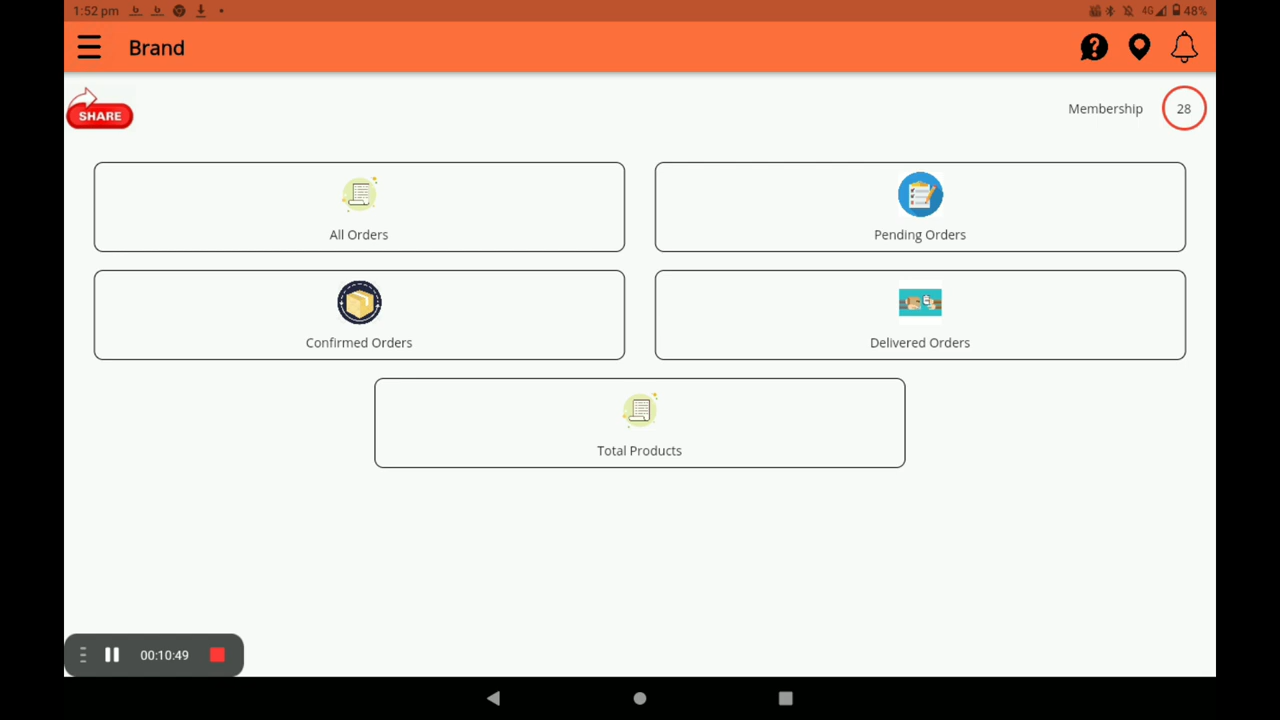 1:52 pm 4G 48%
Brand
SHARE
Membership 28
All Orders
Pending Orders
Confirmed Orders
Delivered Orders
Total Products
00:10:49